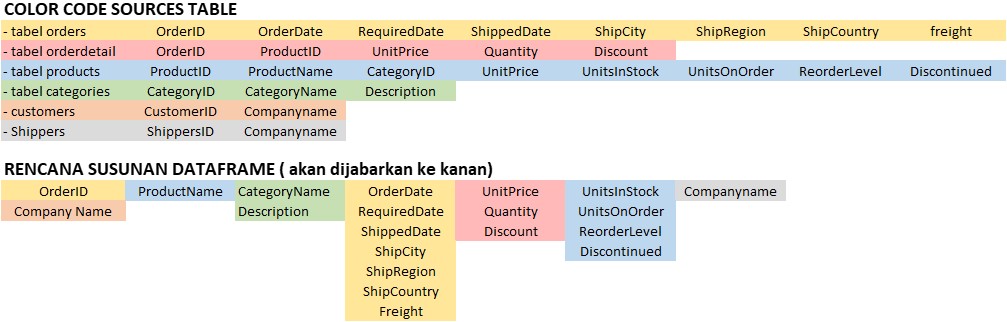 COLOR CODE SOURCES TABLE
- tabel orders OrderID OrderDate RequiredDate ShippedDate ShipCity ShipRegion ShipCountry freight
- tabel orderdetail OrderID ProductID UnitPrice Quantity Discount
- tabel products ProductID ProductName CategoryID UnitPrice UnitsInStock UnitsOnOrder ReorderLevel Discontinued
- tabel categories CategoryID CategoryName Description
- customers CustomerID Companyname
- Shippers ShippersID Companyname
RENCANA SUSUNAN DATAFRAME ( akan dijabarkan ke kanan)
OrderID ProductName CategoryName OrderDate UnitPrice UnitsInStock Companyname
Company Name Description RequiredDate Quantity UnitsOnOrder
ShippedDate Discount ReorderLevel
ShipCity Discontinued
ShipRegion
ShipCountry
Freight